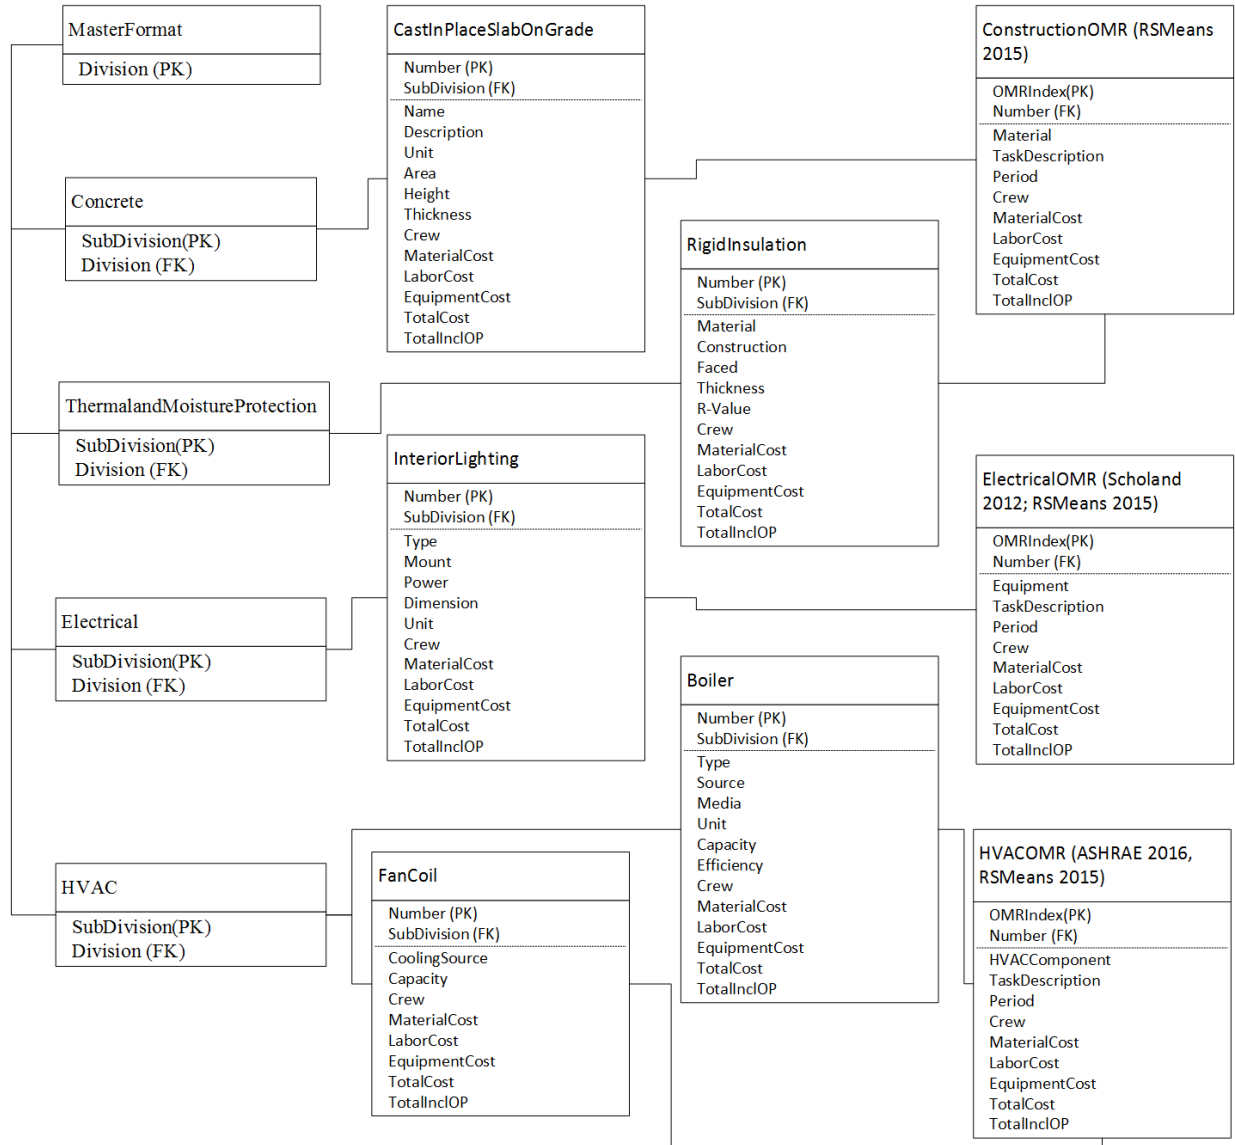 MasterFormat
Division (PK)
CastInPlaceSlabOnGrade
Number (PK)
SubDivision (FK)
Name
Description
Unit
Area
Height
Thickness
Crew
MaterialCost
LaborCost
EquipmentCost
TotalCost
TotalInclOP
ConstructionOMR (RSMeans
2015)
OMRIndex(PK)
Number (FK)
Material
TaskDescription
Period
Crew
MaterialCost
LaborCost
EquipmentCost
TotalCost
TotalInclOP
Concrete
SubDivision(PK)
Division (FK)
RigidInsulation
Number (PK)
SubDivision (FK)
Material
Construction
Faced
Thickness
R-Value
Crew
MaterialCost
LaborCost
EquipmentCost
TotalCost
TotalInclOP
ThermalandMoistureProtection
SubDivision(PK)
Division (FK)
InteriorLighting
Number (PK)
SubDivision (FK)
Type
Mount
Power
Dimension
Unit
Crew
MaterialCost
LaborCost
EquipmentCost
TotalCost
TotalInclOP
ElectricalOMR (Scholand
2012; RSMeans 2015)
OMRIndex(PK)
Number (FK)
Equipment
TaskDescription
Period
Crew
MaterialCost
LaborCost
EquipmentCost
TotalCost
TotalInclOP
Electrical
SubDivision(PK)
Division (FK)
Boiler
Number (PK)
SubDivision (FK)
Type
Source
Media
Unit
Capacity
Efficiency
Crew
MaterialCost
LaborCost
EquipmentCost
TotalCost
TotalInclOP
HVAC
SubDivision(PK)
Division (FK)
FanCoil
Number (PK)
SubDivision (FK)
CoolingSource
Capacity
Crew
MaterialCost
LaborCost
EquipmentCost
TotalCost
TotalInclOP
HVACOMR (ASHRAE 2016,
RSMeans 2015)
OMRIndex(PK)
Number (FK)
HVACComponent
TaskDescription
Period
Crew
MaterialCost
LaborCost
EquipmentCost
TotalCost
TotalInclOP